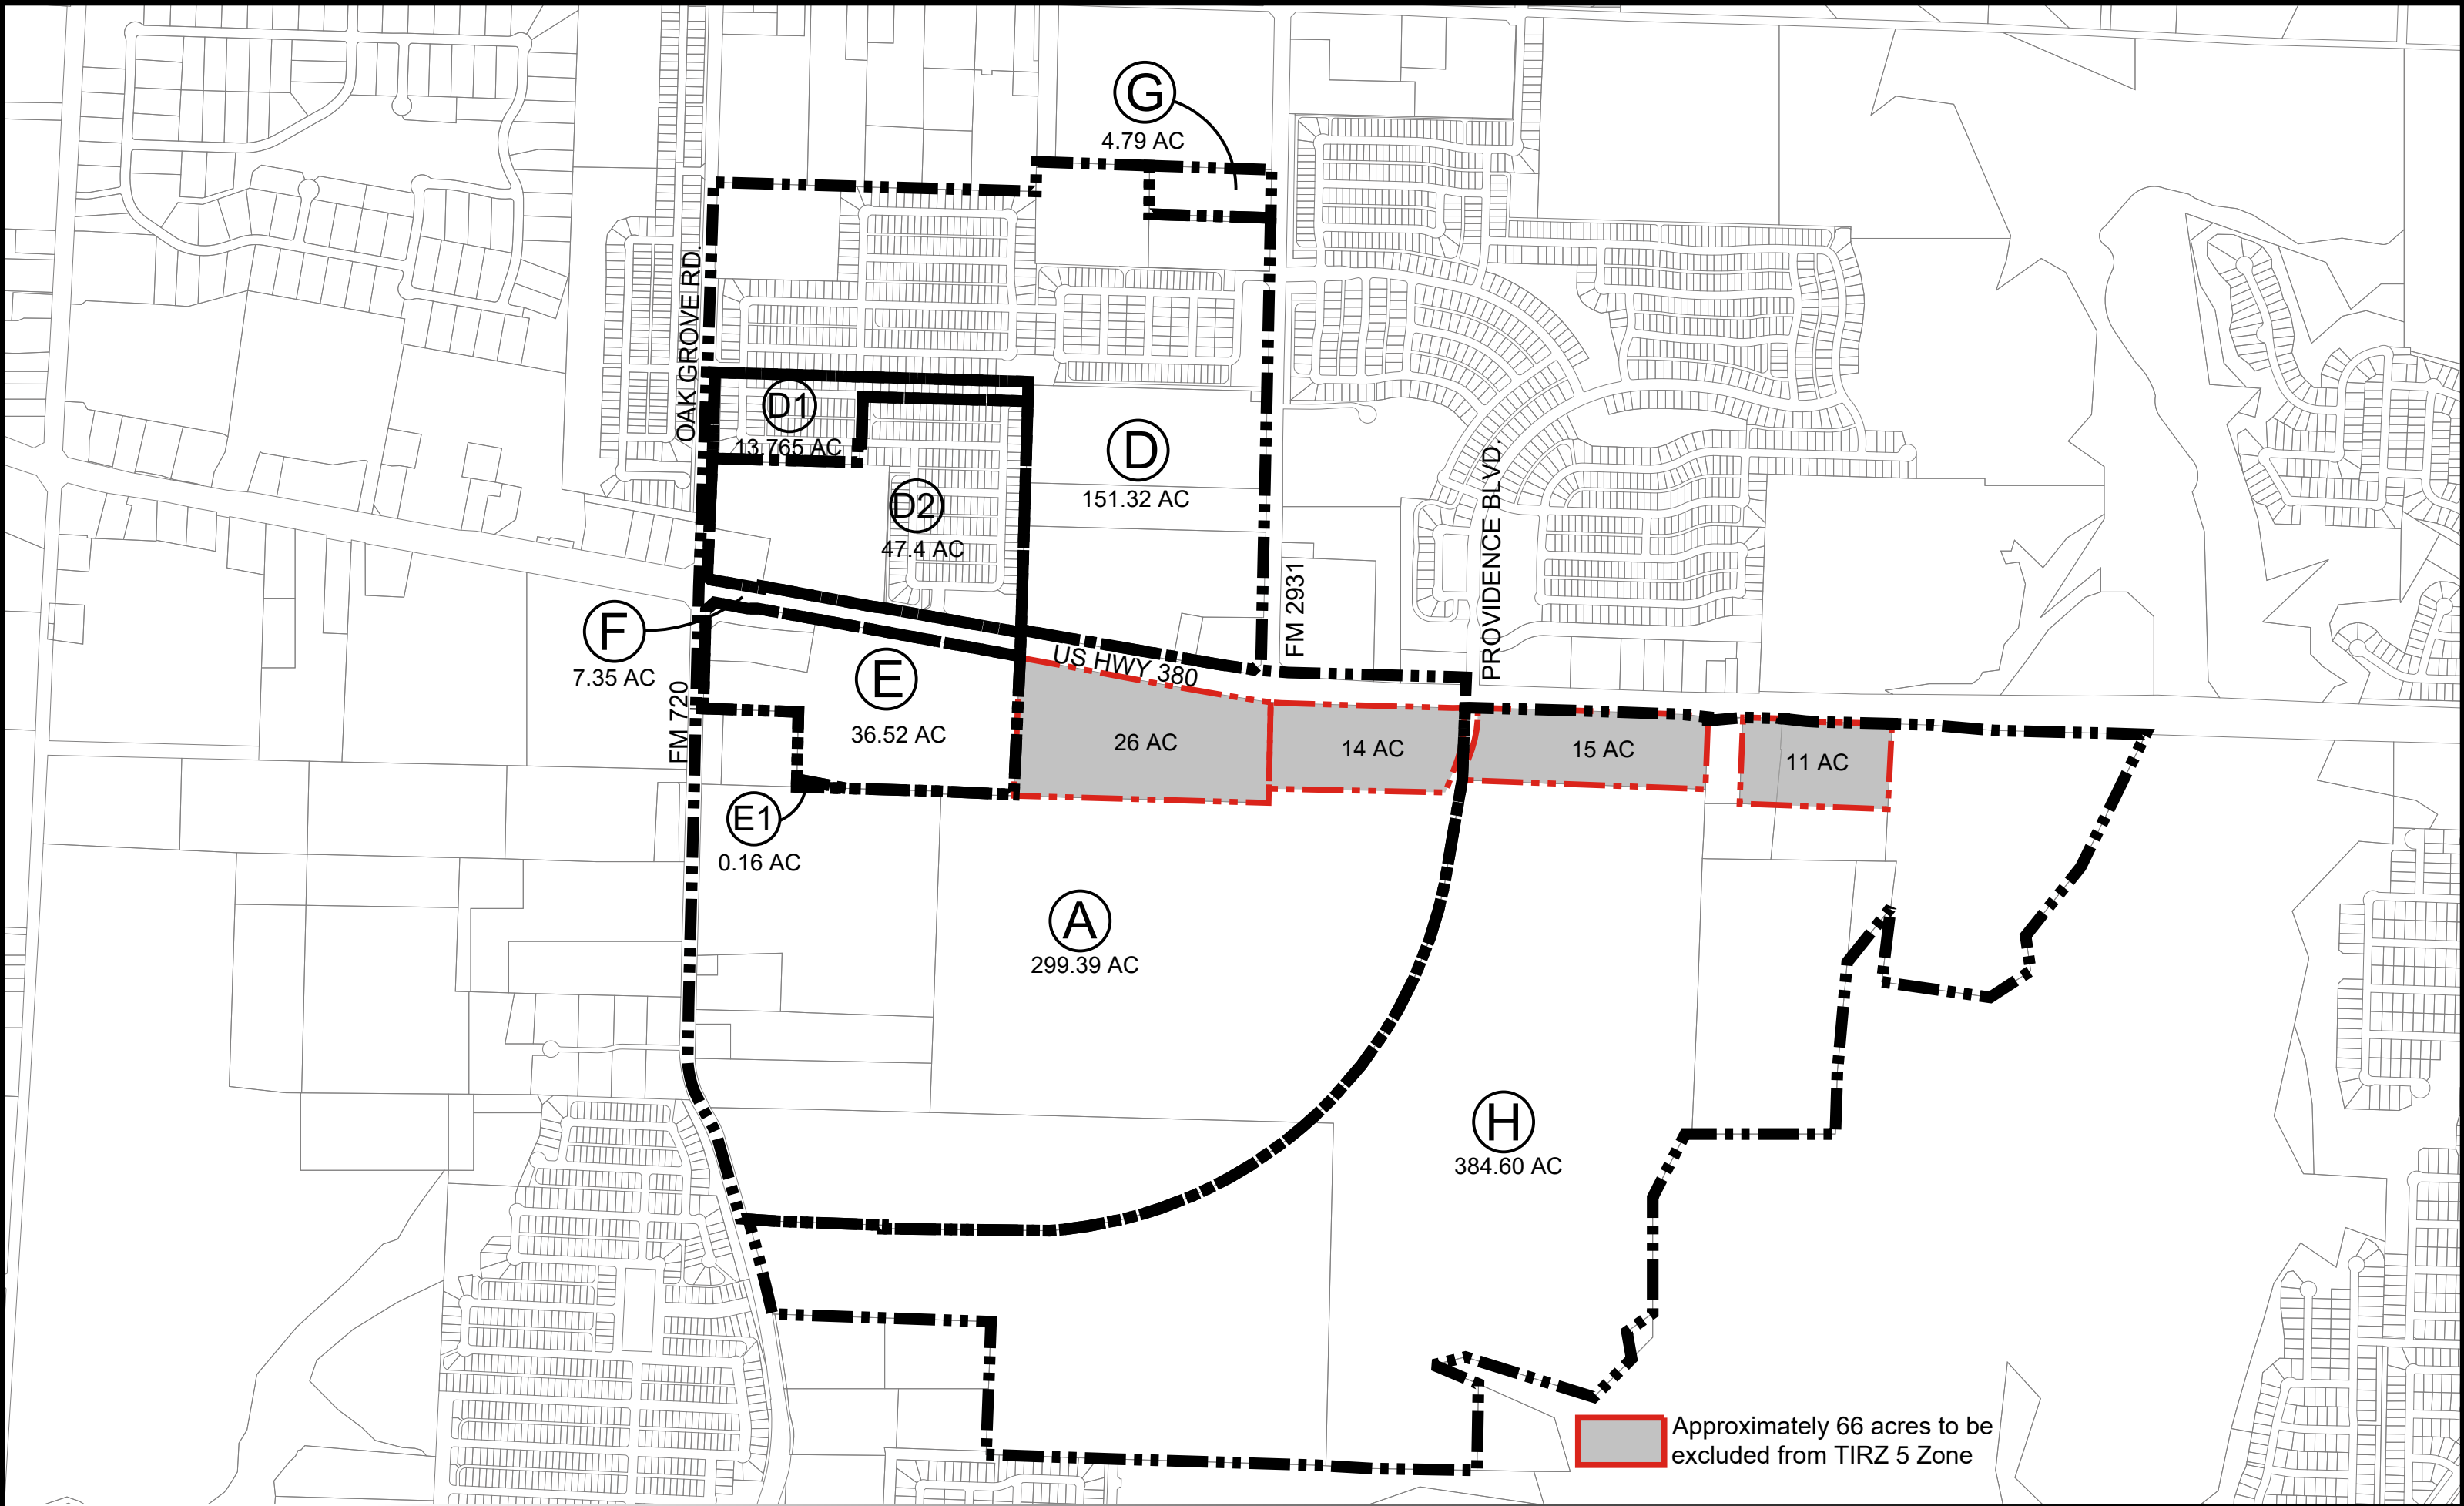 G
4.79 AC
OAK GROVE RD.
D1
13.765 AC
D
151.32 AC
D2
47.4 AC
PROVIDENCE BLVD.
FM 2931
F
7.35 AC
US HWY 380
E
36.52 AC
FM 720
26 AC
14 AC
15 AC
11 AC
E1
0.16 AC
A
299.39 AC
H
384.60 AC
Approximately 66 acres to be
excluded from TIRZ 5 Zone